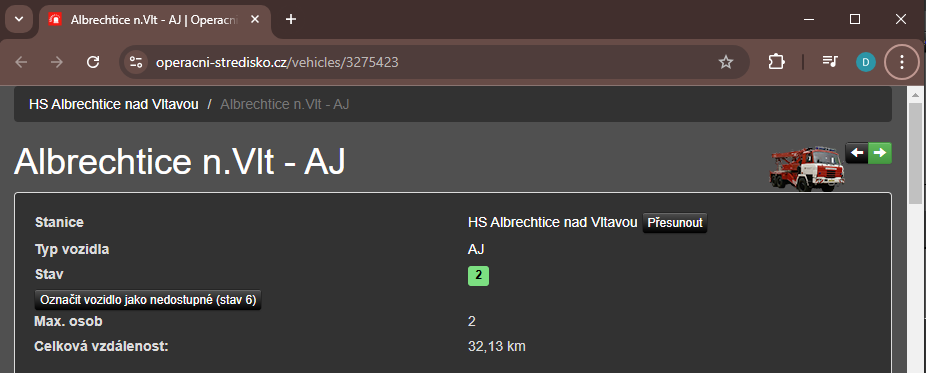 Albrechtice n.Vlt - AJ | Operačn
operacni-stredisko.cz/vehicles/3275423
D
HS Albrechtice nad Vltavou / Albrechtice n.Vlt - AJ
Albrechtice n.Vlt - AJ
Stanice HS Albrechtice nad Vltavou Přesunout
Typ vozidla AJ
Stav 2
Označit vozidlo jako nedostupné (stav 6)
Max. osob 2
Celková vzdálenost: 32,13 km